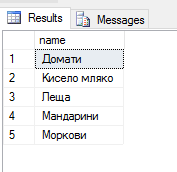 Results Messages
name
1 Домати
2 Кисело мляко
3 Леща
4 Мандарини
5 Моркови